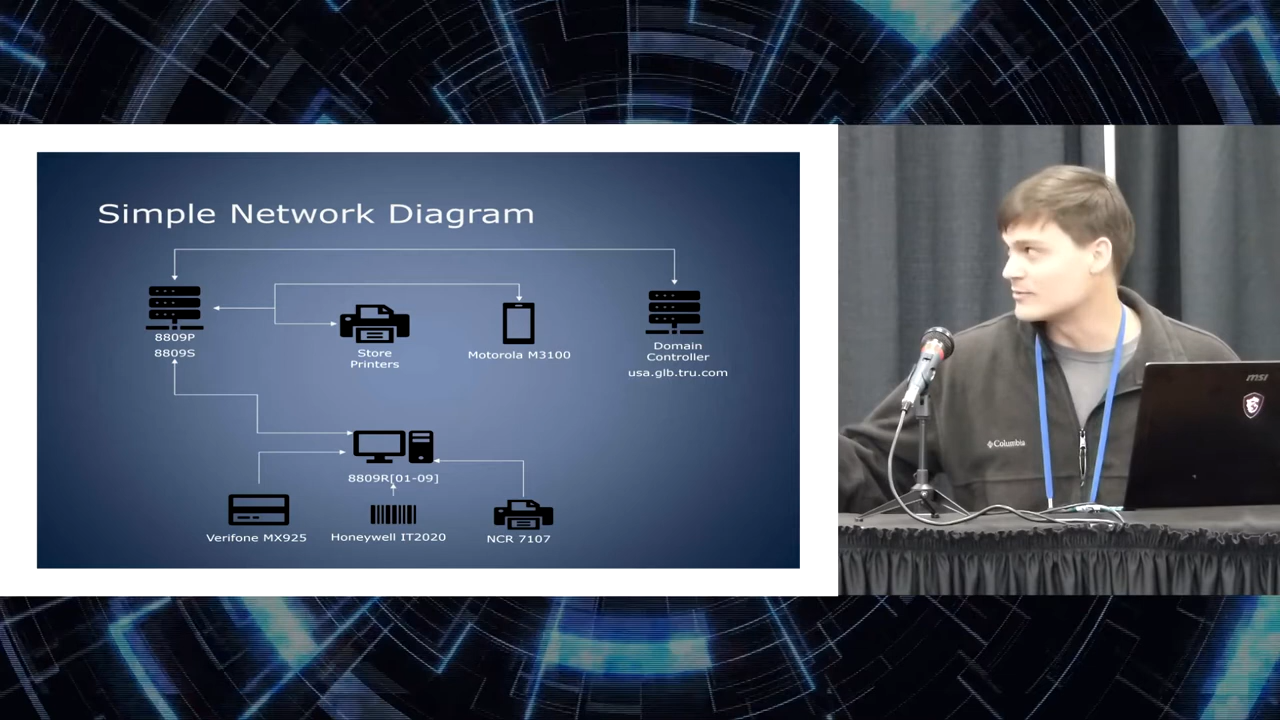 Simple Network Diagram
8809P
8809S
Store
Printers
Motorola M3100
Domain
Controller
usa.glb.tru.com
8809R[01-09]
Verifone MX925
Honeywell IT2020
NCR 7107
Columbia
msi